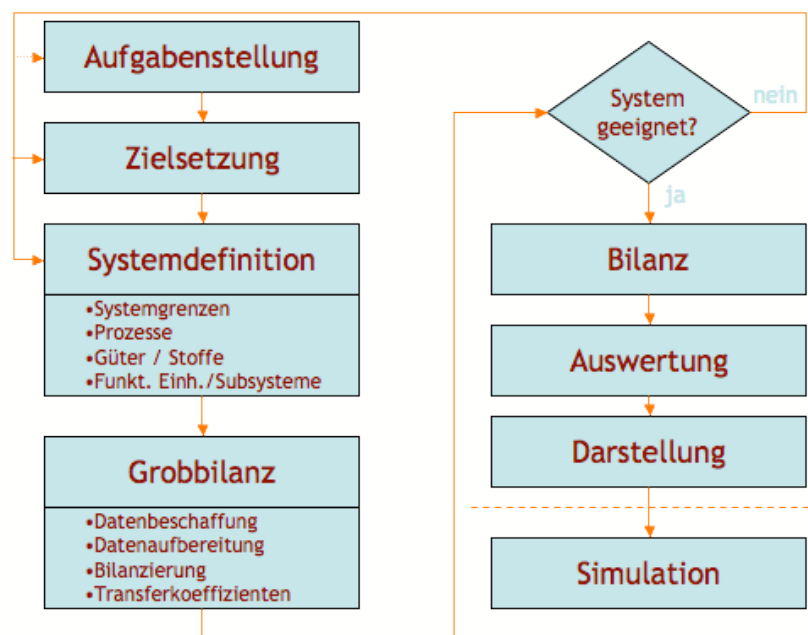 Aufgabenstellung
Zielsetzung
Systemdefinition
•Systemgrenzen
•Prozesse
•Güter / Stoffe
•Funkt. Einh./Subsysteme
Grobbilanz
•Datenbeschaffung
•Datenaufbereitung
•Bilanzierung
•Transferkoeffizienten
System
geeignet?
nein
ja
Bilanz
Auswertung
Darstellung
Simulation